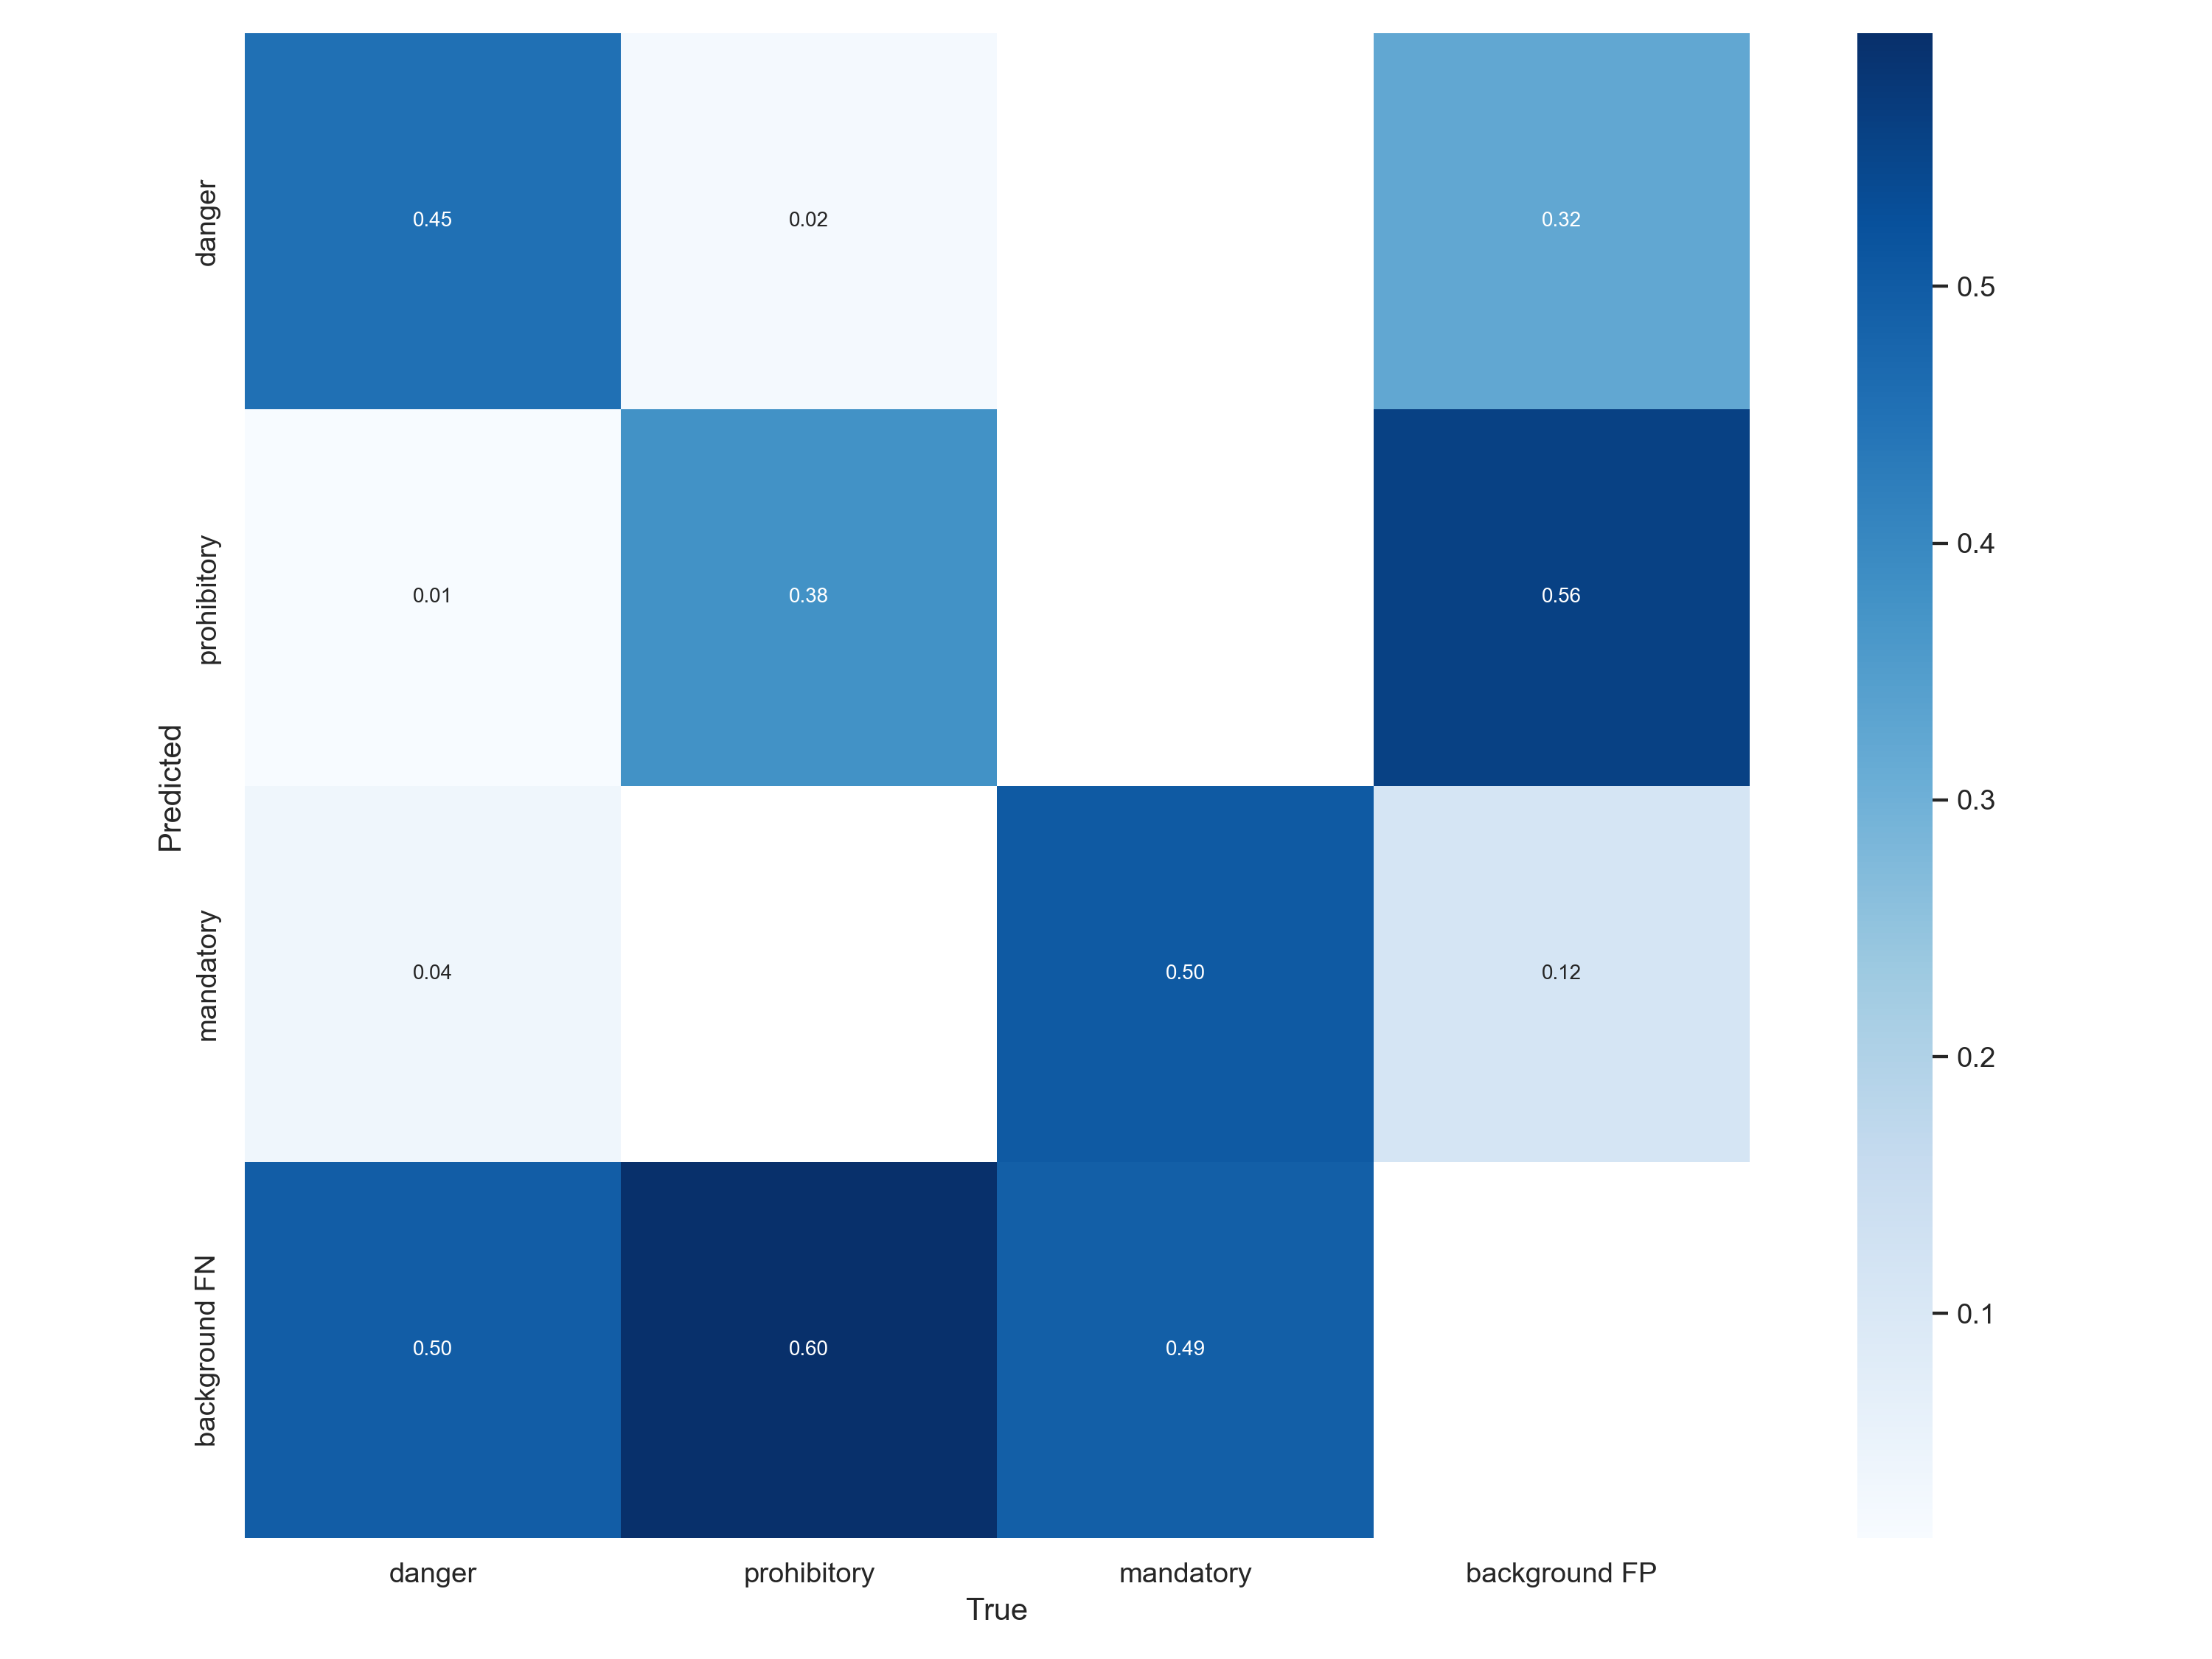 danger
0.45
0.02
0.32
prohibitory
0.01
0.38
0.56
Predicted
mandatory
0.04
0.50
0.12
background FN
0.50
0.60
0.49
danger
prohibitory
mandatory
background FP
True
0.5
0.4
0.3
0.2
0.1